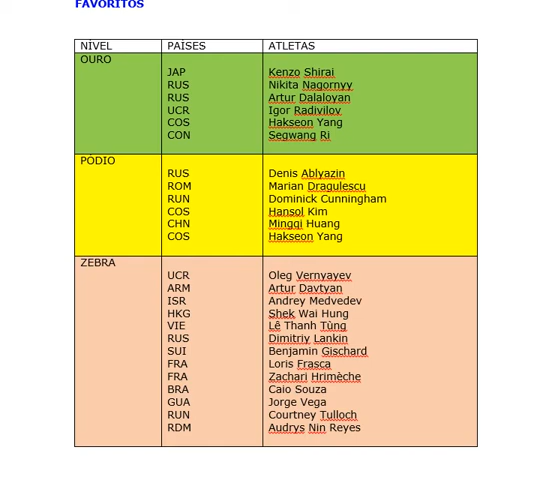 FAVORITOS
NÍVEL PAÍSES ATLETAS
OURO
JAP Kenzo Shirai
RUS Nikita Nagornyy
RUS Artur Dalaloyan
UCR Igor Radivilov
COS Hakseon Yang
CON Segwang Ri
PÓDIO
RUS Denis Ablyazin
ROM Marian Dragulescu
RUN Dominick Cunningham
COS Hansol Kim
CHN Mingqi Huang
COS Hakseon Yang
ZEBRA
UCR Oleg Vernyayev
ARM Artur Davtyan
ISR Andrey Medvedev
HKG Shek Wai Hung
VIE Lê Thanh Tùng
RUS Dimitriy Lankin
SUI Benjamin Gischard
FRA Loris Frasca
FRA Zachari Hrimèche
BRA Caio Souza
GUA Jorge Vega
RUN Courtney Tulloch
RDM Audrys Nin Reyes